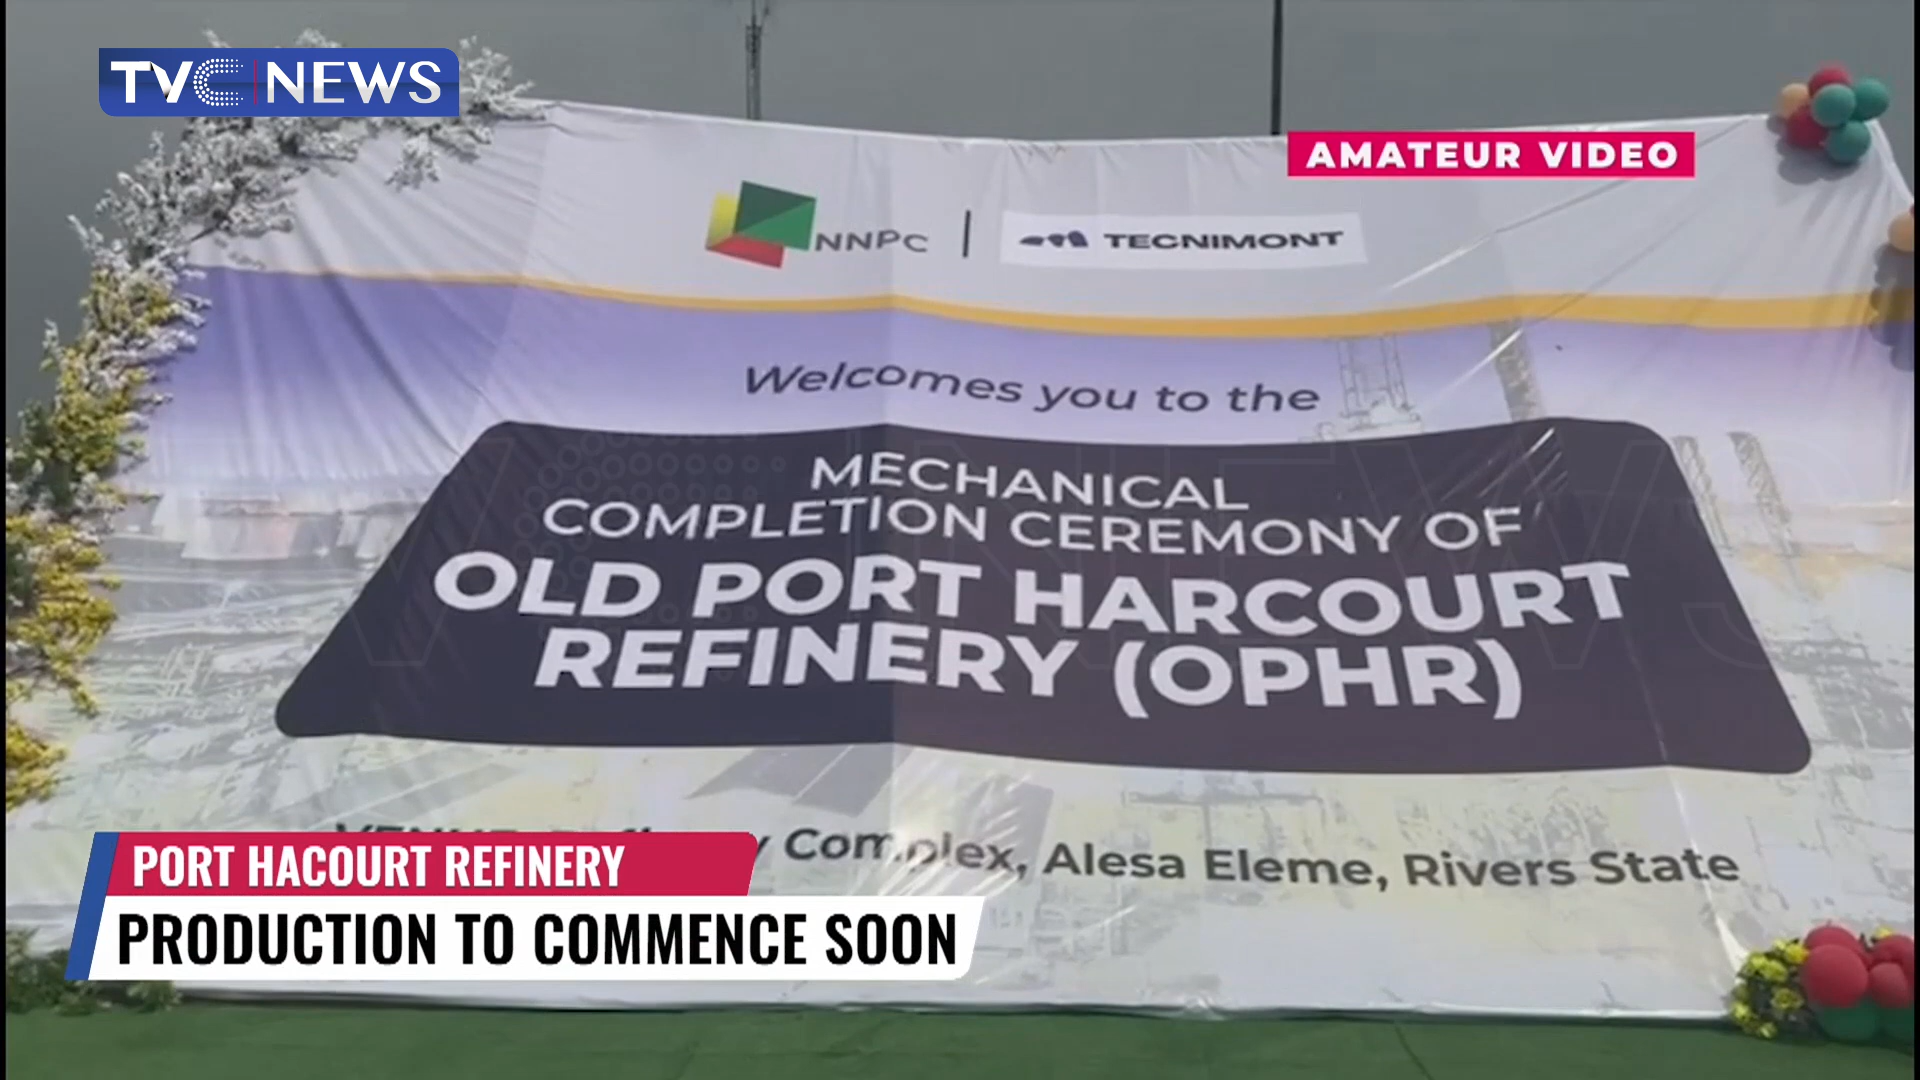 TVC NEWS
AMATEUR VIDEO
NNPC | TECNIMONT
Welcomes you to the
MECHANICAL
COMPLETION CEREMONY OF
OLD PORT HARCOURT
REFINERY (OPHR)
Complex, Alesa Eleme, Rivers State
PORT HACOURT REFINERY
PRODUCTION TO COMMENCE SOON